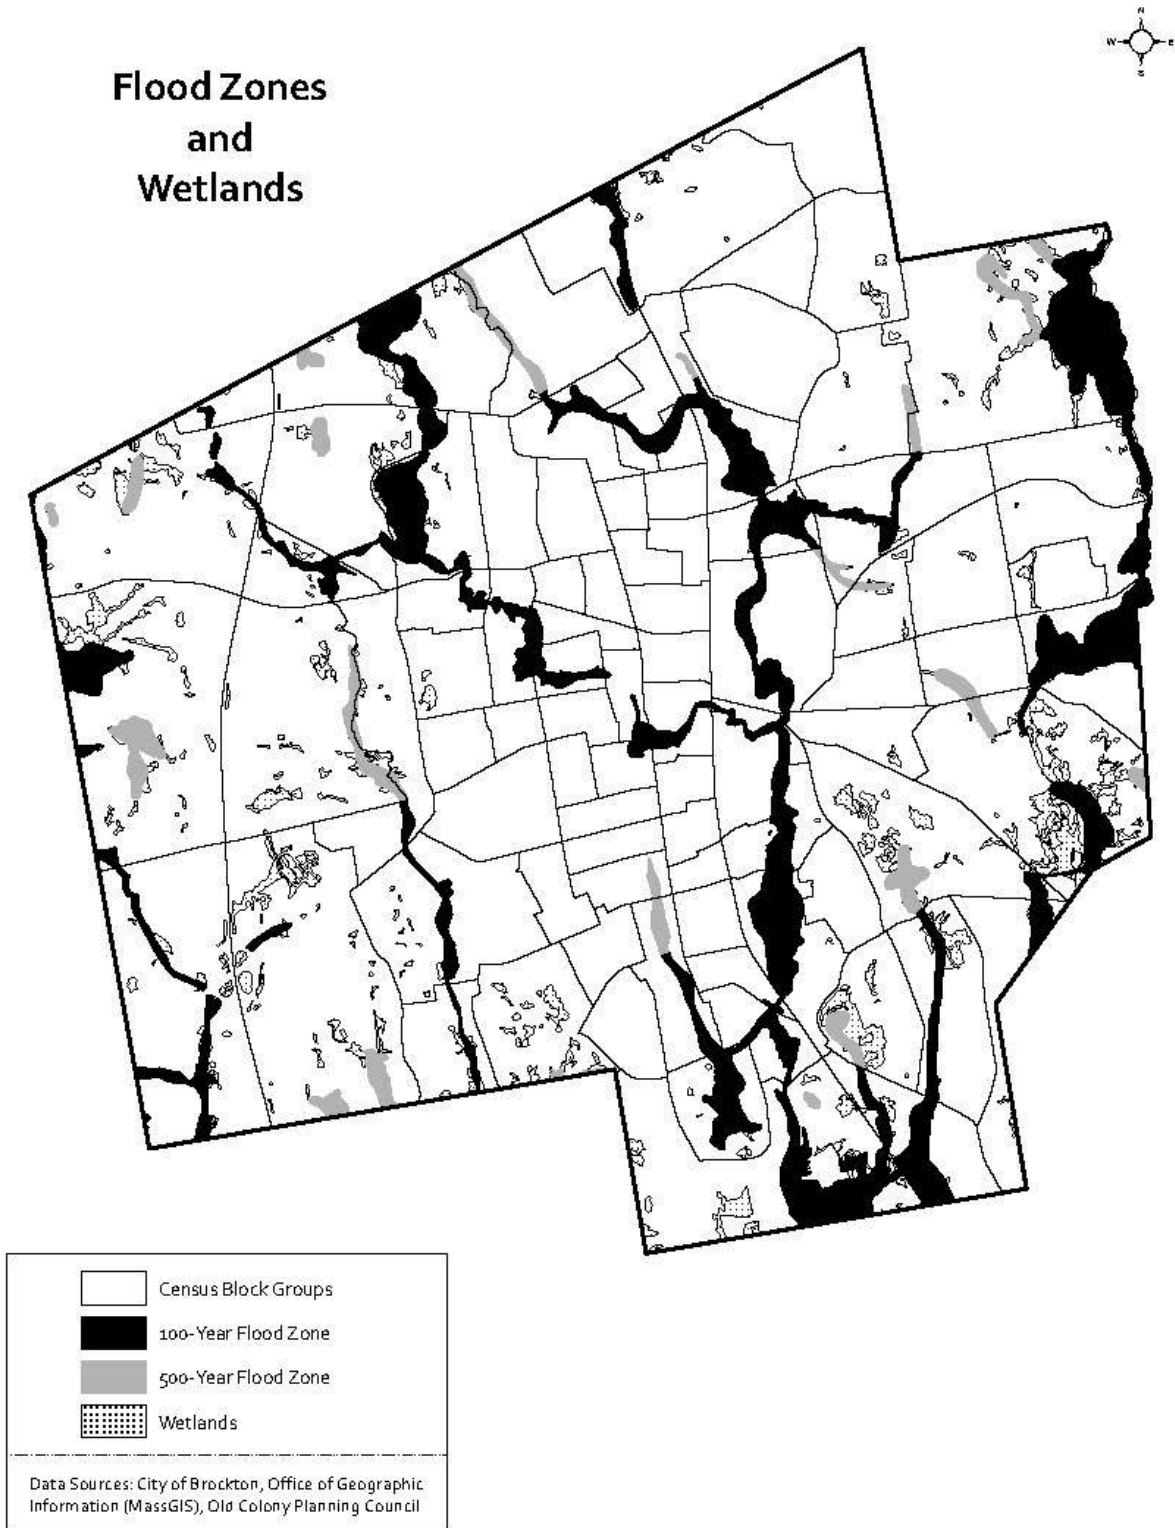 Flood Zones
and
Wetlands
N
W E
S
Census Block Groups
100-Year Flood Zone
500-Year Flood Zone
Wetlands
Data Sources: City of Brockton, Office of Geographic
Information (MassGIS), Old Colony Planning Council